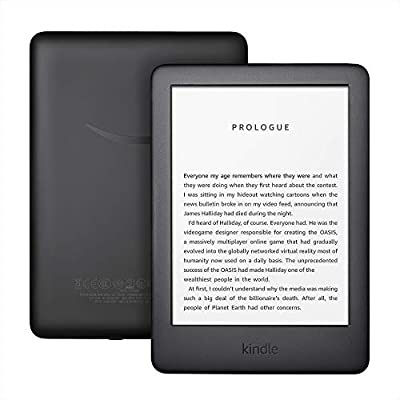 PROLOGUE
Everyone my age remembers where they were and what
they were doing when they first heard about the contest.
I was sitting in my hideout watching cartoons when the
news bulletin broke in on my video feed, announcing that
James Halliday had died during the night.
I'd heard of Halliday, of course. Everyone had. He was the
videogame designer responsible for creating the OASIS,
a massively multiplayer online game that had gradually
evolved into the globally networked virtual reality most of
humanity now used on a daily basis. The unprecedented
success of the OASIS had made Halliday one of the
wealthiest people in the world.
At first, I couldn't understand why the media was making
such a big deal of the billionaire's death. After all, the
people of Planet Earth had other concerns.
kindle